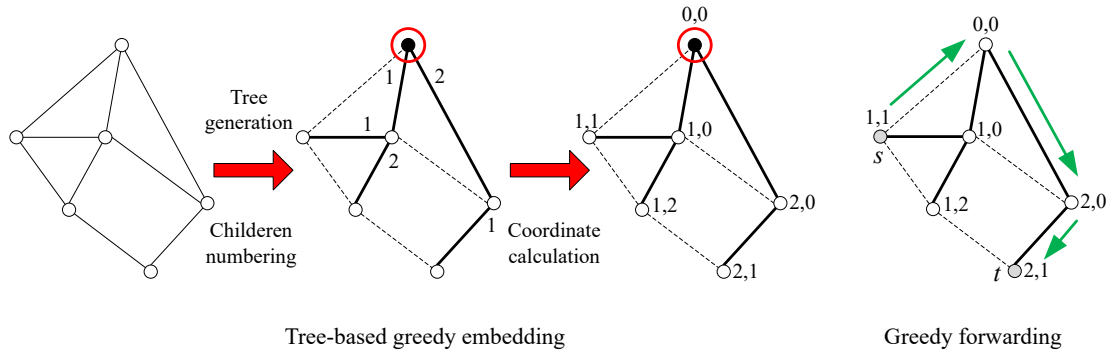 0,0
0,0
1
2
Tree
generation
1
1,1
1,0
1,1
1,0
s
2
1,2
2,0
1,2
2,0
Childeren
numbering
1
Coordinate
calculation
2,1
t
2,1
Tree-based greedy embedding
Greedy forwarding